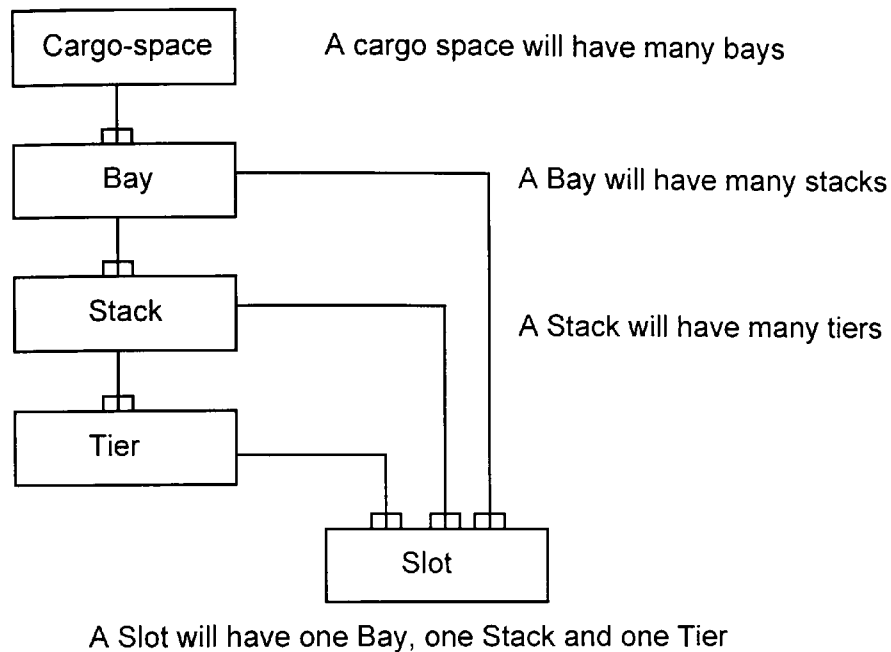 Cargo-space
A cargo space will have many bays
Bay
A Bay will have many stacks
Stack
A Stack will have many tiers
Tier
Slot
A Slot will have one Bay, one Stack and one Tier